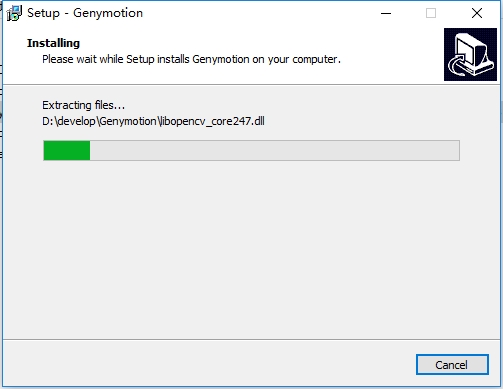 Setup - Genymotion
Installing
Please wait while Setup installs Genymotion on your computer.
Extracting files...
D:\develop\Genymotion\libopencv_core247.dll
Cancel